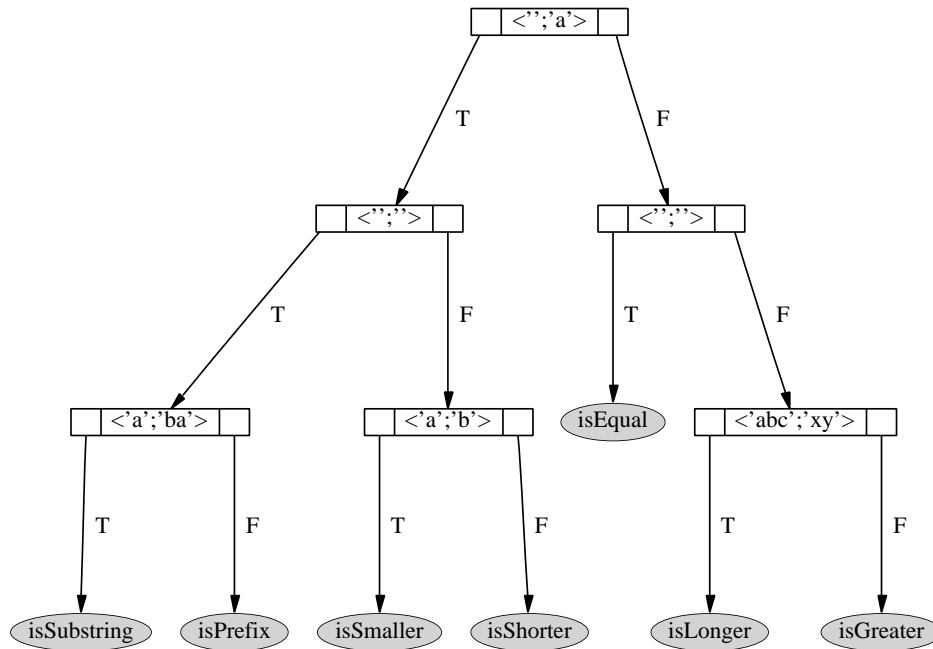 <'';'a'>
T
F
<'';''>
<'';''>
T
F
T
F
<'a';'ba'>
<'a';'b'>
isEqual
<'abc';'xy'>
T
F
T
F
T
F
isSubstring
isPrefix
isSmaller
isShorter
isLonger
isGreater